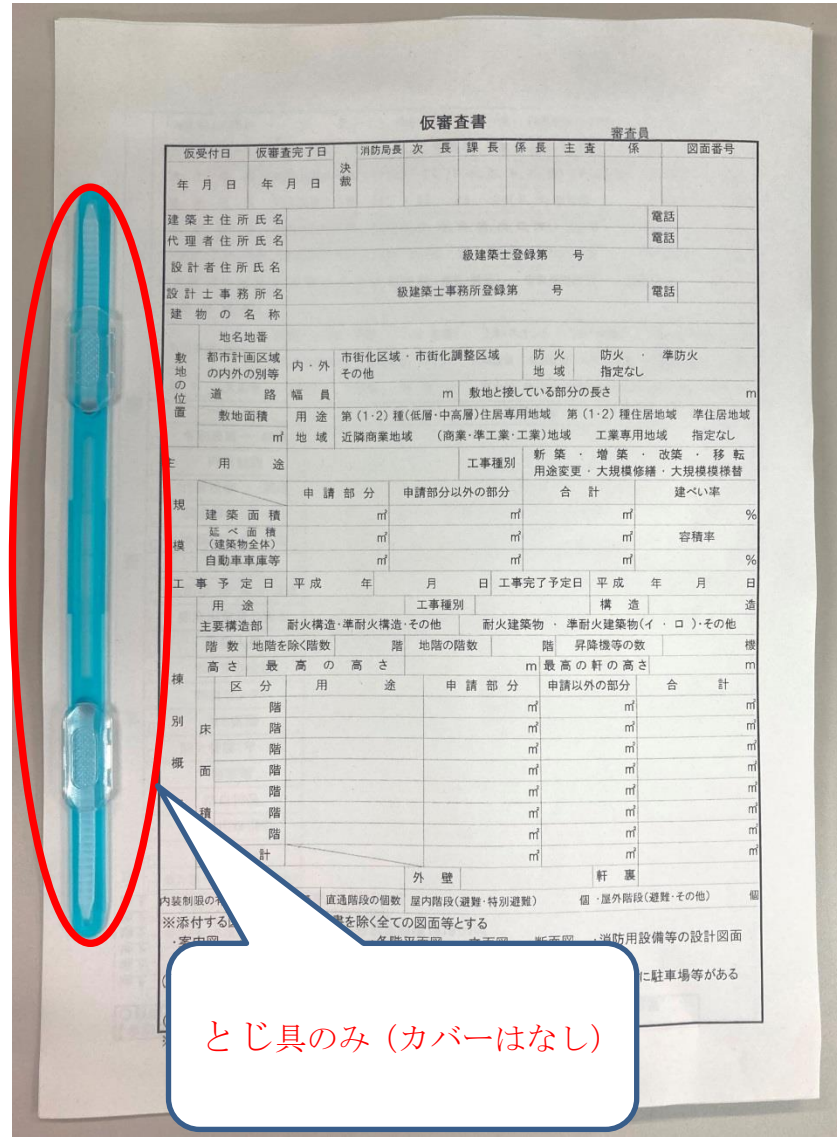 仮審査書
審査員
仮受付日 仮審査完了日 決裁 消防局長 次長 課長 係長 主査 係 図面番号
年 月 日 年 月 日
建築主住所氏名 電話
代理者住所氏名 電話
設計者住所氏名 級建築士登録第 号
設計士事務所名 級建築士事務所登録第 号 電話
建物の名称
敷地の位置 地名地番
都市計画区域の内外の別等 内・外 市街化区域・市街化調整区域 その他 防火地域 防火・準防火 指定なし
道路 幅員 m 敷地と接している部分の長さ m
敷地面積 ㎡ 用途地域 第(1・2)種(低層・中高層)住居専用地域 第(1・2)種住居地域 準住居地域
近隣商業地域 (商業・準工業・工業)地域 工業専用地域 指定なし
主用途 工事種別 新築・増築・改築・移転
用途変更・大規模修繕・大規模模様替
規模 申請部分 申請部分以外の部分 合計 建ぺい率
建築面積 ㎡ ㎡ ㎡ %
延べ面積(建築物全体) ㎡ ㎡ ㎡ 容積率
自動車車庫等 ㎡ ㎡ ㎡ %
工事予定日 平成 年 月 日 工事完了予定日 平成 年 月 日
棟別概 用途 工事種別 構造 造
主要構造部 耐火構造・準耐火構造・その他 耐火建築物・準耐火建築物(イ・ロ)・その他
階数 地階を除く階数 階 地階の階数 階 昇降機等の数 機
高さ 最高の高さ m 最高の軒の高さ m
床面積 区分 用途 申請部分 申請以外の部分 合計
階 ㎡ ㎡ ㎡
階 ㎡ ㎡ ㎡
階 ㎡ ㎡ ㎡
階 ㎡ ㎡ ㎡
階 ㎡ ㎡ ㎡
階 ㎡ ㎡ ㎡
階 ㎡ ㎡ ㎡
計 ㎡ ㎡ ㎡
外壁 軒裏
内装制限の 直通階段の個数 屋内階段(避難・特別避難) 個・屋外階段(避難・その他) 個
※添付する 書を除く全ての図面等とする
・案内図 各階平面図 立面図 断面図 ・消防用設備等の設計図面
に駐車場等がある
とじ具のみ（カバーはなし）